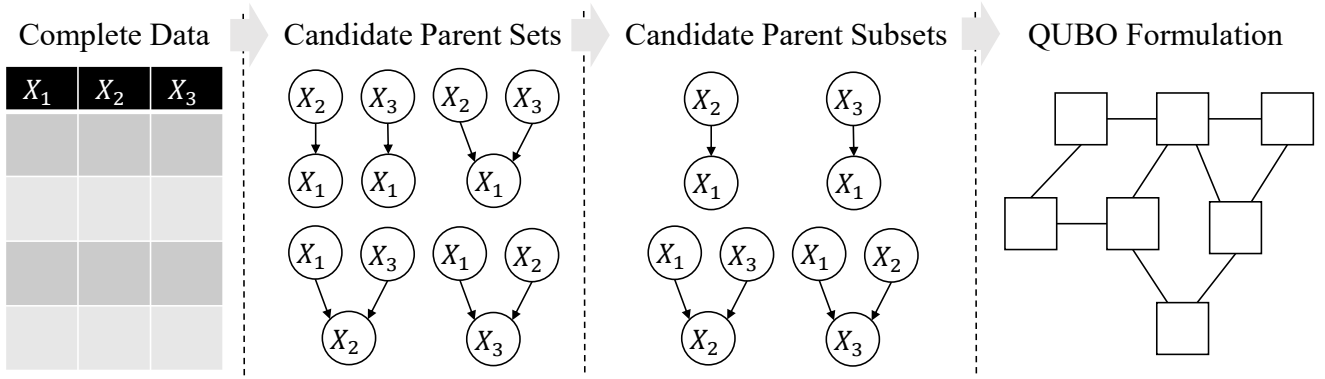 Complete Data Candidate Parent Sets Candidate Parent Subsets QUBO Formulation
X₁ X₂ X₃
X₂ X₃ X₂ X₃ X₂ X₃
X₁ X₁ X₁ X₁ X₁
X₁ X₃ X₁ X₂ X₁ X₃ X₁ X₂
X₂ X₃ X₂ X₃